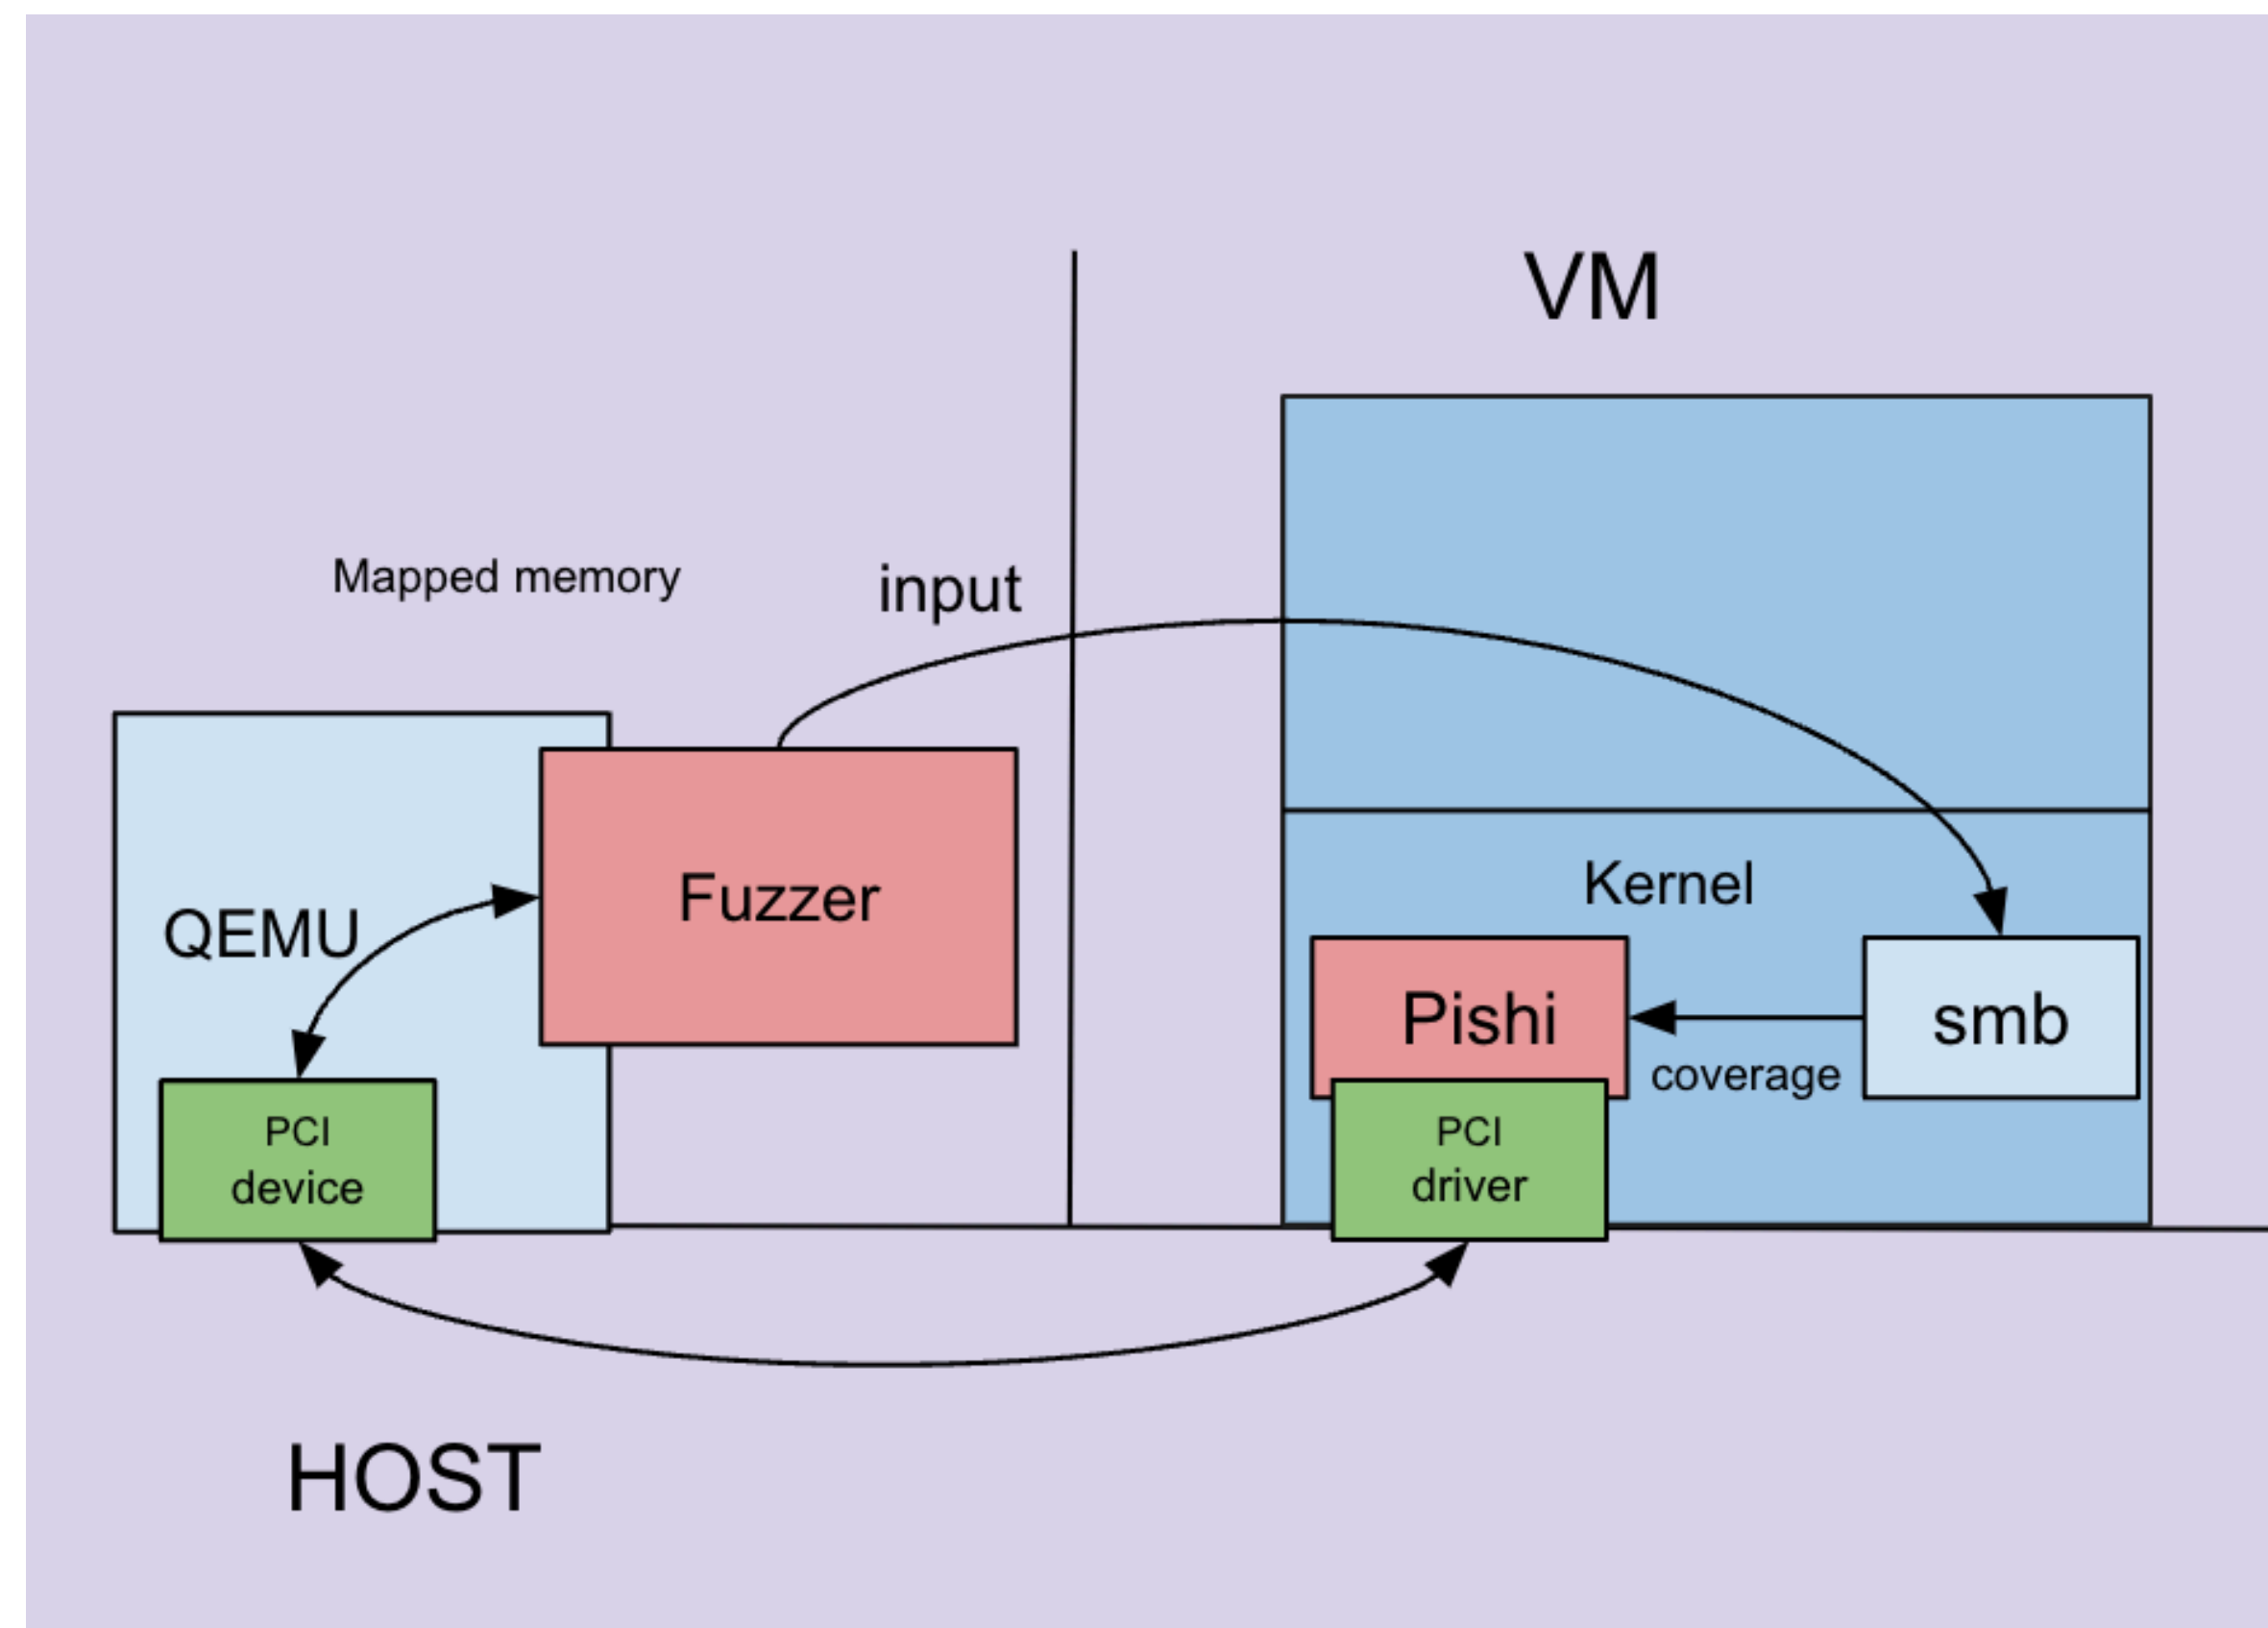 VM
Mapped memory
input
QEMU
Fuzzer
Kernel
Pishi
smb
coverage
PCI
device
PCI
driver
HOST